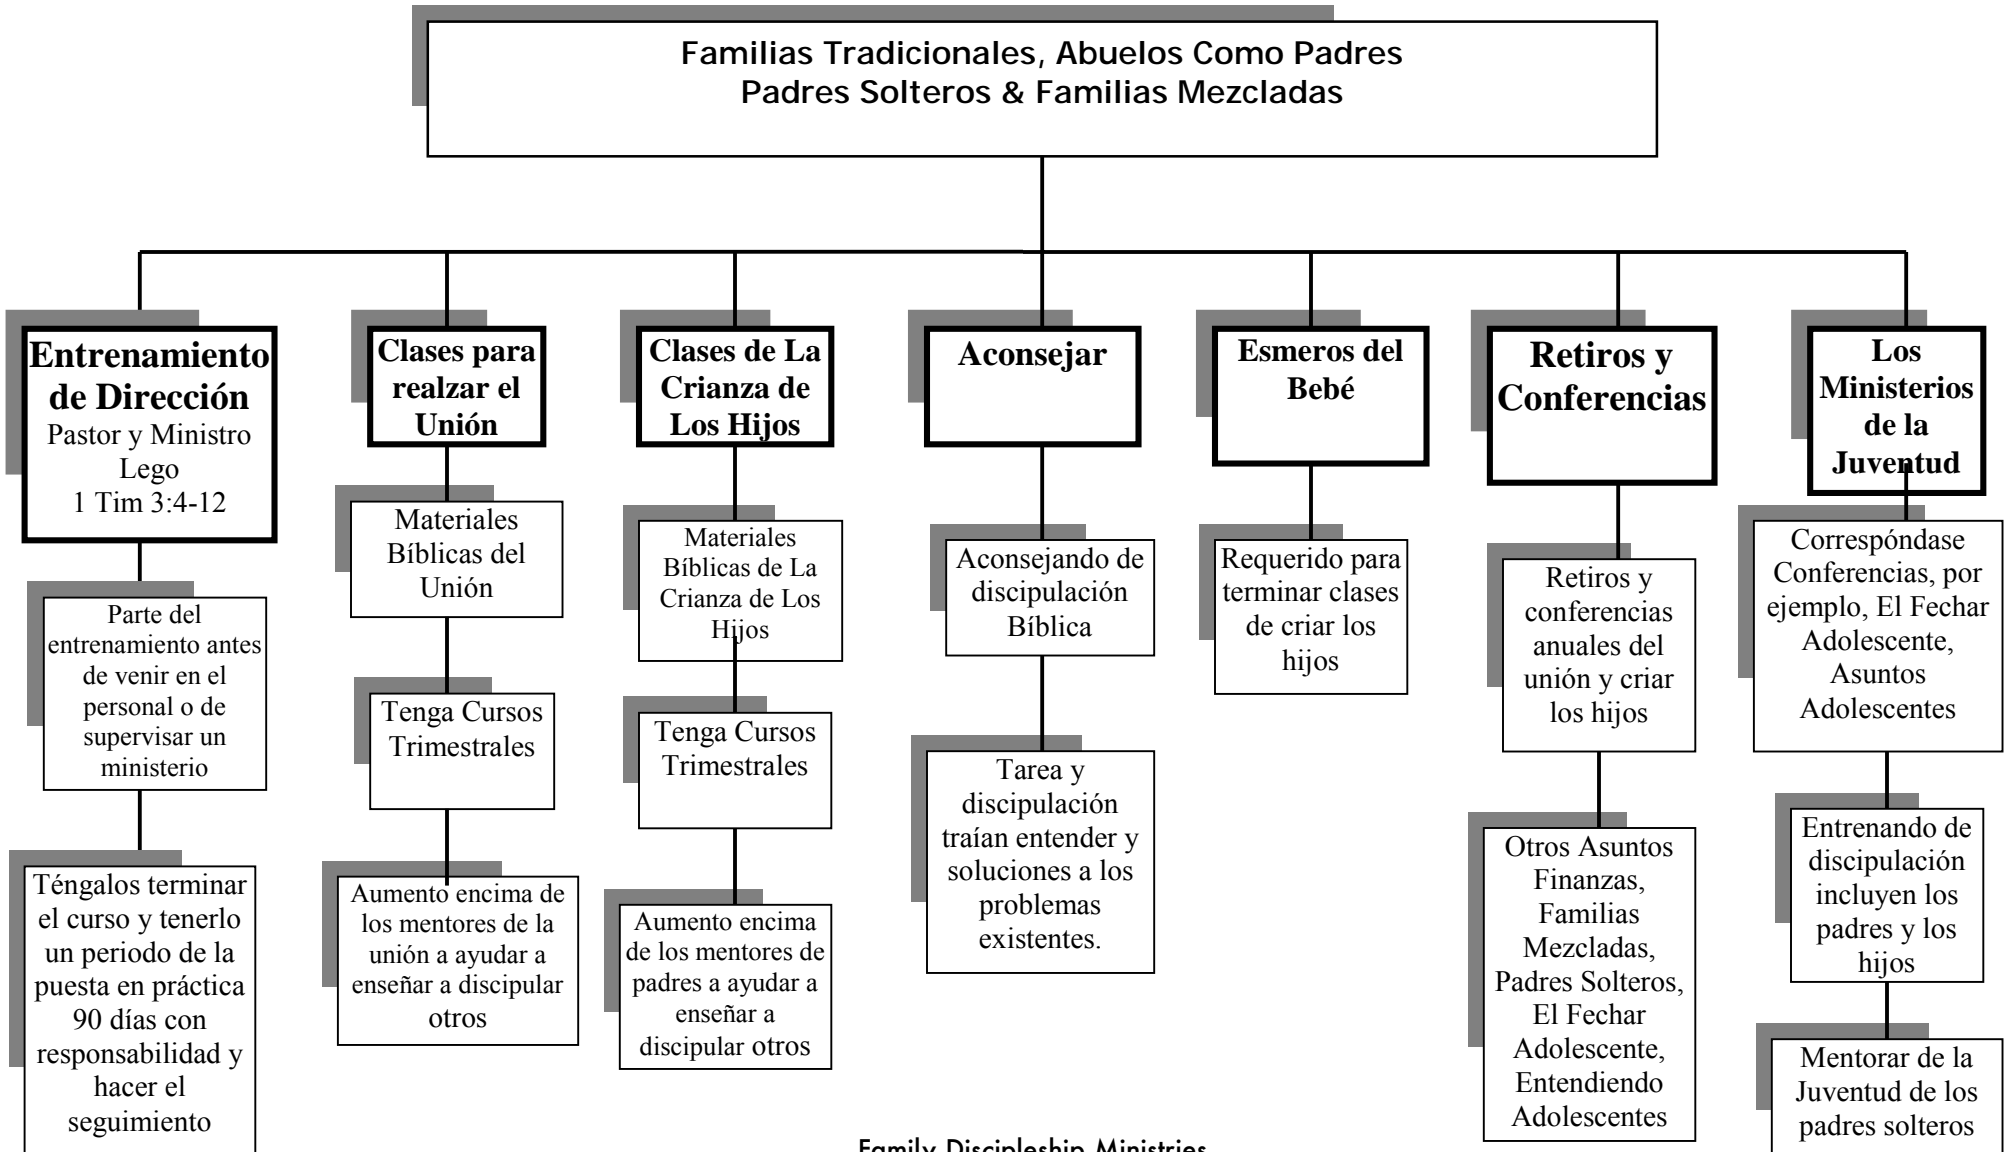 Familias Tradicionales, Abuelos Como Padres
Padres Solteros & Familias Mezcladas
Entrenamiento
de Dirección
Pastor y Ministro
Lego
1 Tim 3:4-12
Parte del
entrenamiento antes
de venir en el
personal o de
supervisar un
ministerio
Téngalos terminar
el curso y tenerlo
un periodo de la
puesta en práctica
90 días con
responsabilidad y
hacer el
seguimiento
Clases para
realzar el
Unión
Materiales
Bíblicas del
Unión
Tenga Cursos
Trimestrales
Aumento encima de
los mentores de la
unión a ayudar a
enseñar a discipular
otros
Clases de La
Crianza de
Los Hijos
Materiales
Bíblicas de La
Crianza de Los
Hijos
Tenga Cursos
Trimestrales
Aumento encima
de los mentores de
padres a ayudar a
enseñar a
discipular otros
Aconsejar
Aconsejando de
discipulación
Bíblica
Tarea y
discipulación
traían entender y
soluciones a los
problemas
existentes.
Esmeros del
Bebé
Requerido para
terminar clases
de criar los
hijos
Retiros y
Conferencias
Retiros y
conferencias
anuales del
unión y criar
los hijos
Otros Asuntos
Finanzas,
Familias
Mezcladas,
Padres Solteros,
El Fechar
Adolescente,
Entendiendo
Adolescentes
Los
Ministerios
de la
Juventud
Correspóndase
Conferencias, por
ejemplo, El Fechar
Adolescente,
Asuntos
Adolescentes
Entrenando de
discipulación
incluyen los
padres y los
hijos
Mentorar de la
Juventud de los
padres solteros
Family Discipleship Ministries